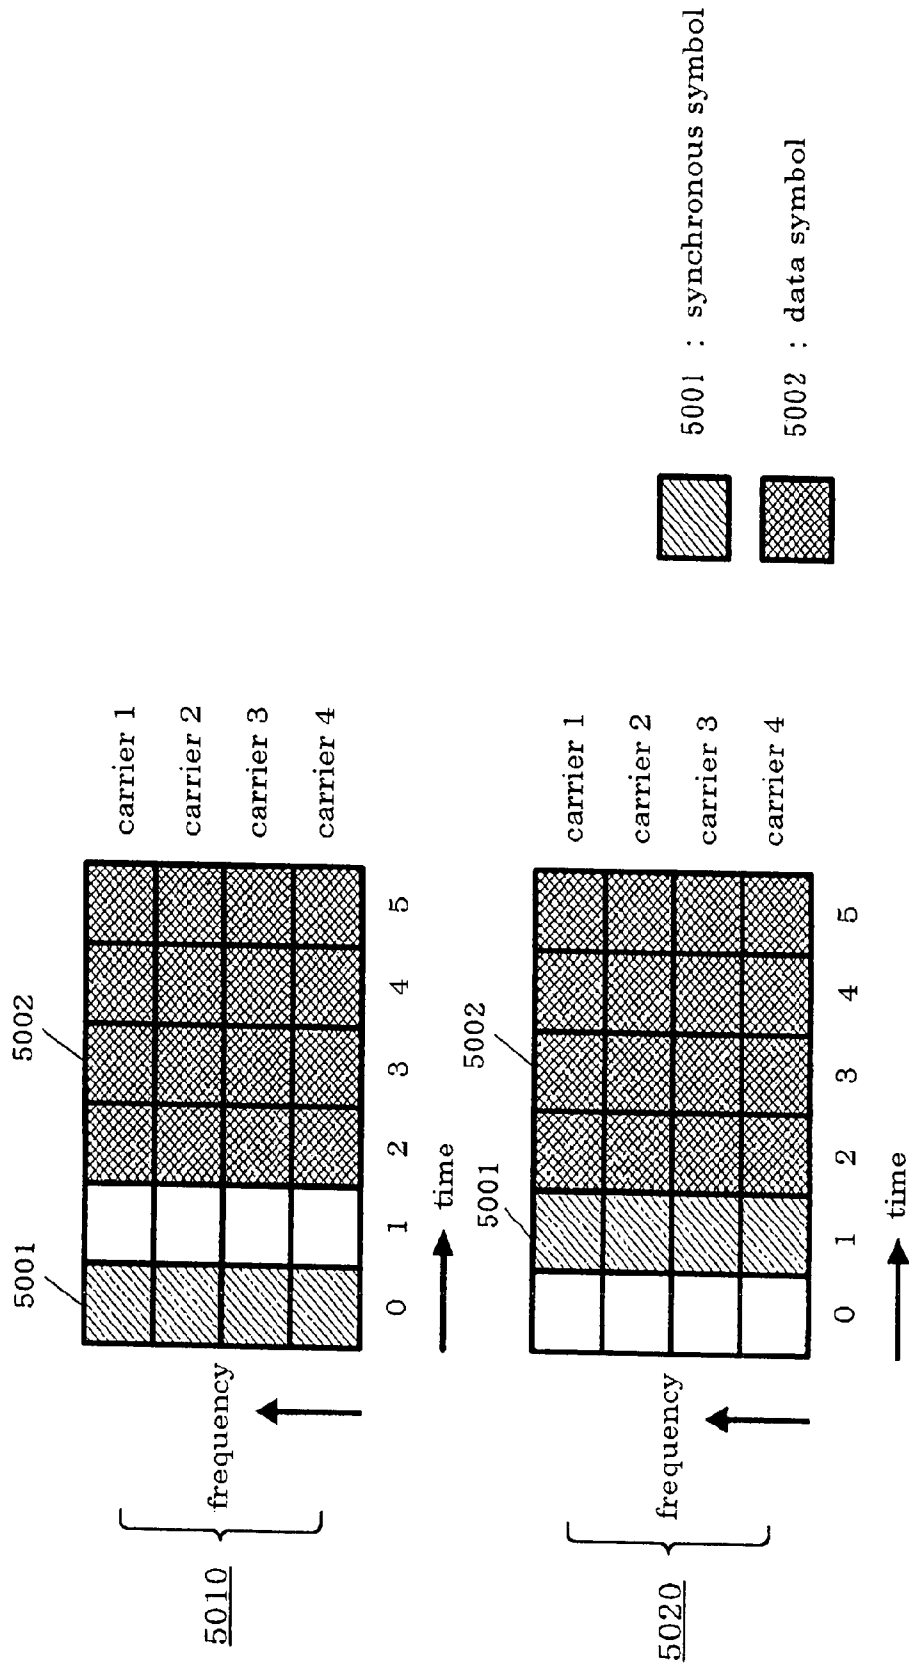 5010
frequency
5001
5002
carrier 1
carrier 2
carrier 3
carrier 4
0 1 2 3 4 5
time
5020
frequency
5001
5002
carrier 1
carrier 2
carrier 3
carrier 4
0 1 2 3 4 5
time
5001 : synchronous symbol
5002 : data symbol